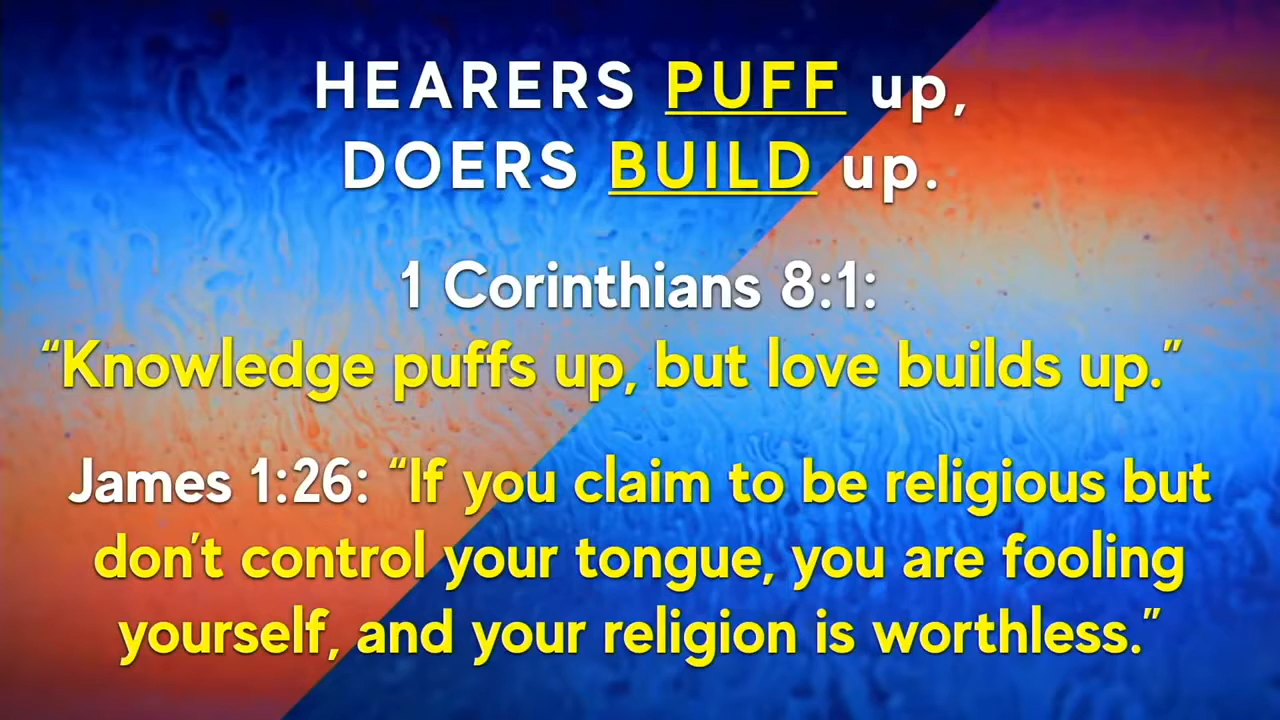 HEARERS PUFF up,
DOERS BUILD up.
1 Corinthians 8:1:
“Knowledge puffs up, but love builds up.”
James 1:26: “If you claim to be religious but
don’t control your tongue, you are fooling
yourself, and your religion is worthless.”